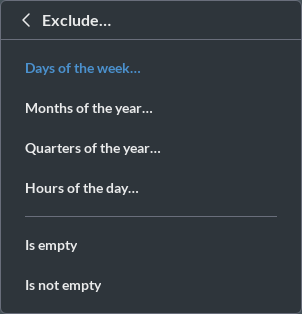 Exclude...
Days of the week...
Months of the year...
Quarters of the year...
Hours of the day...
Is empty
Is not empty